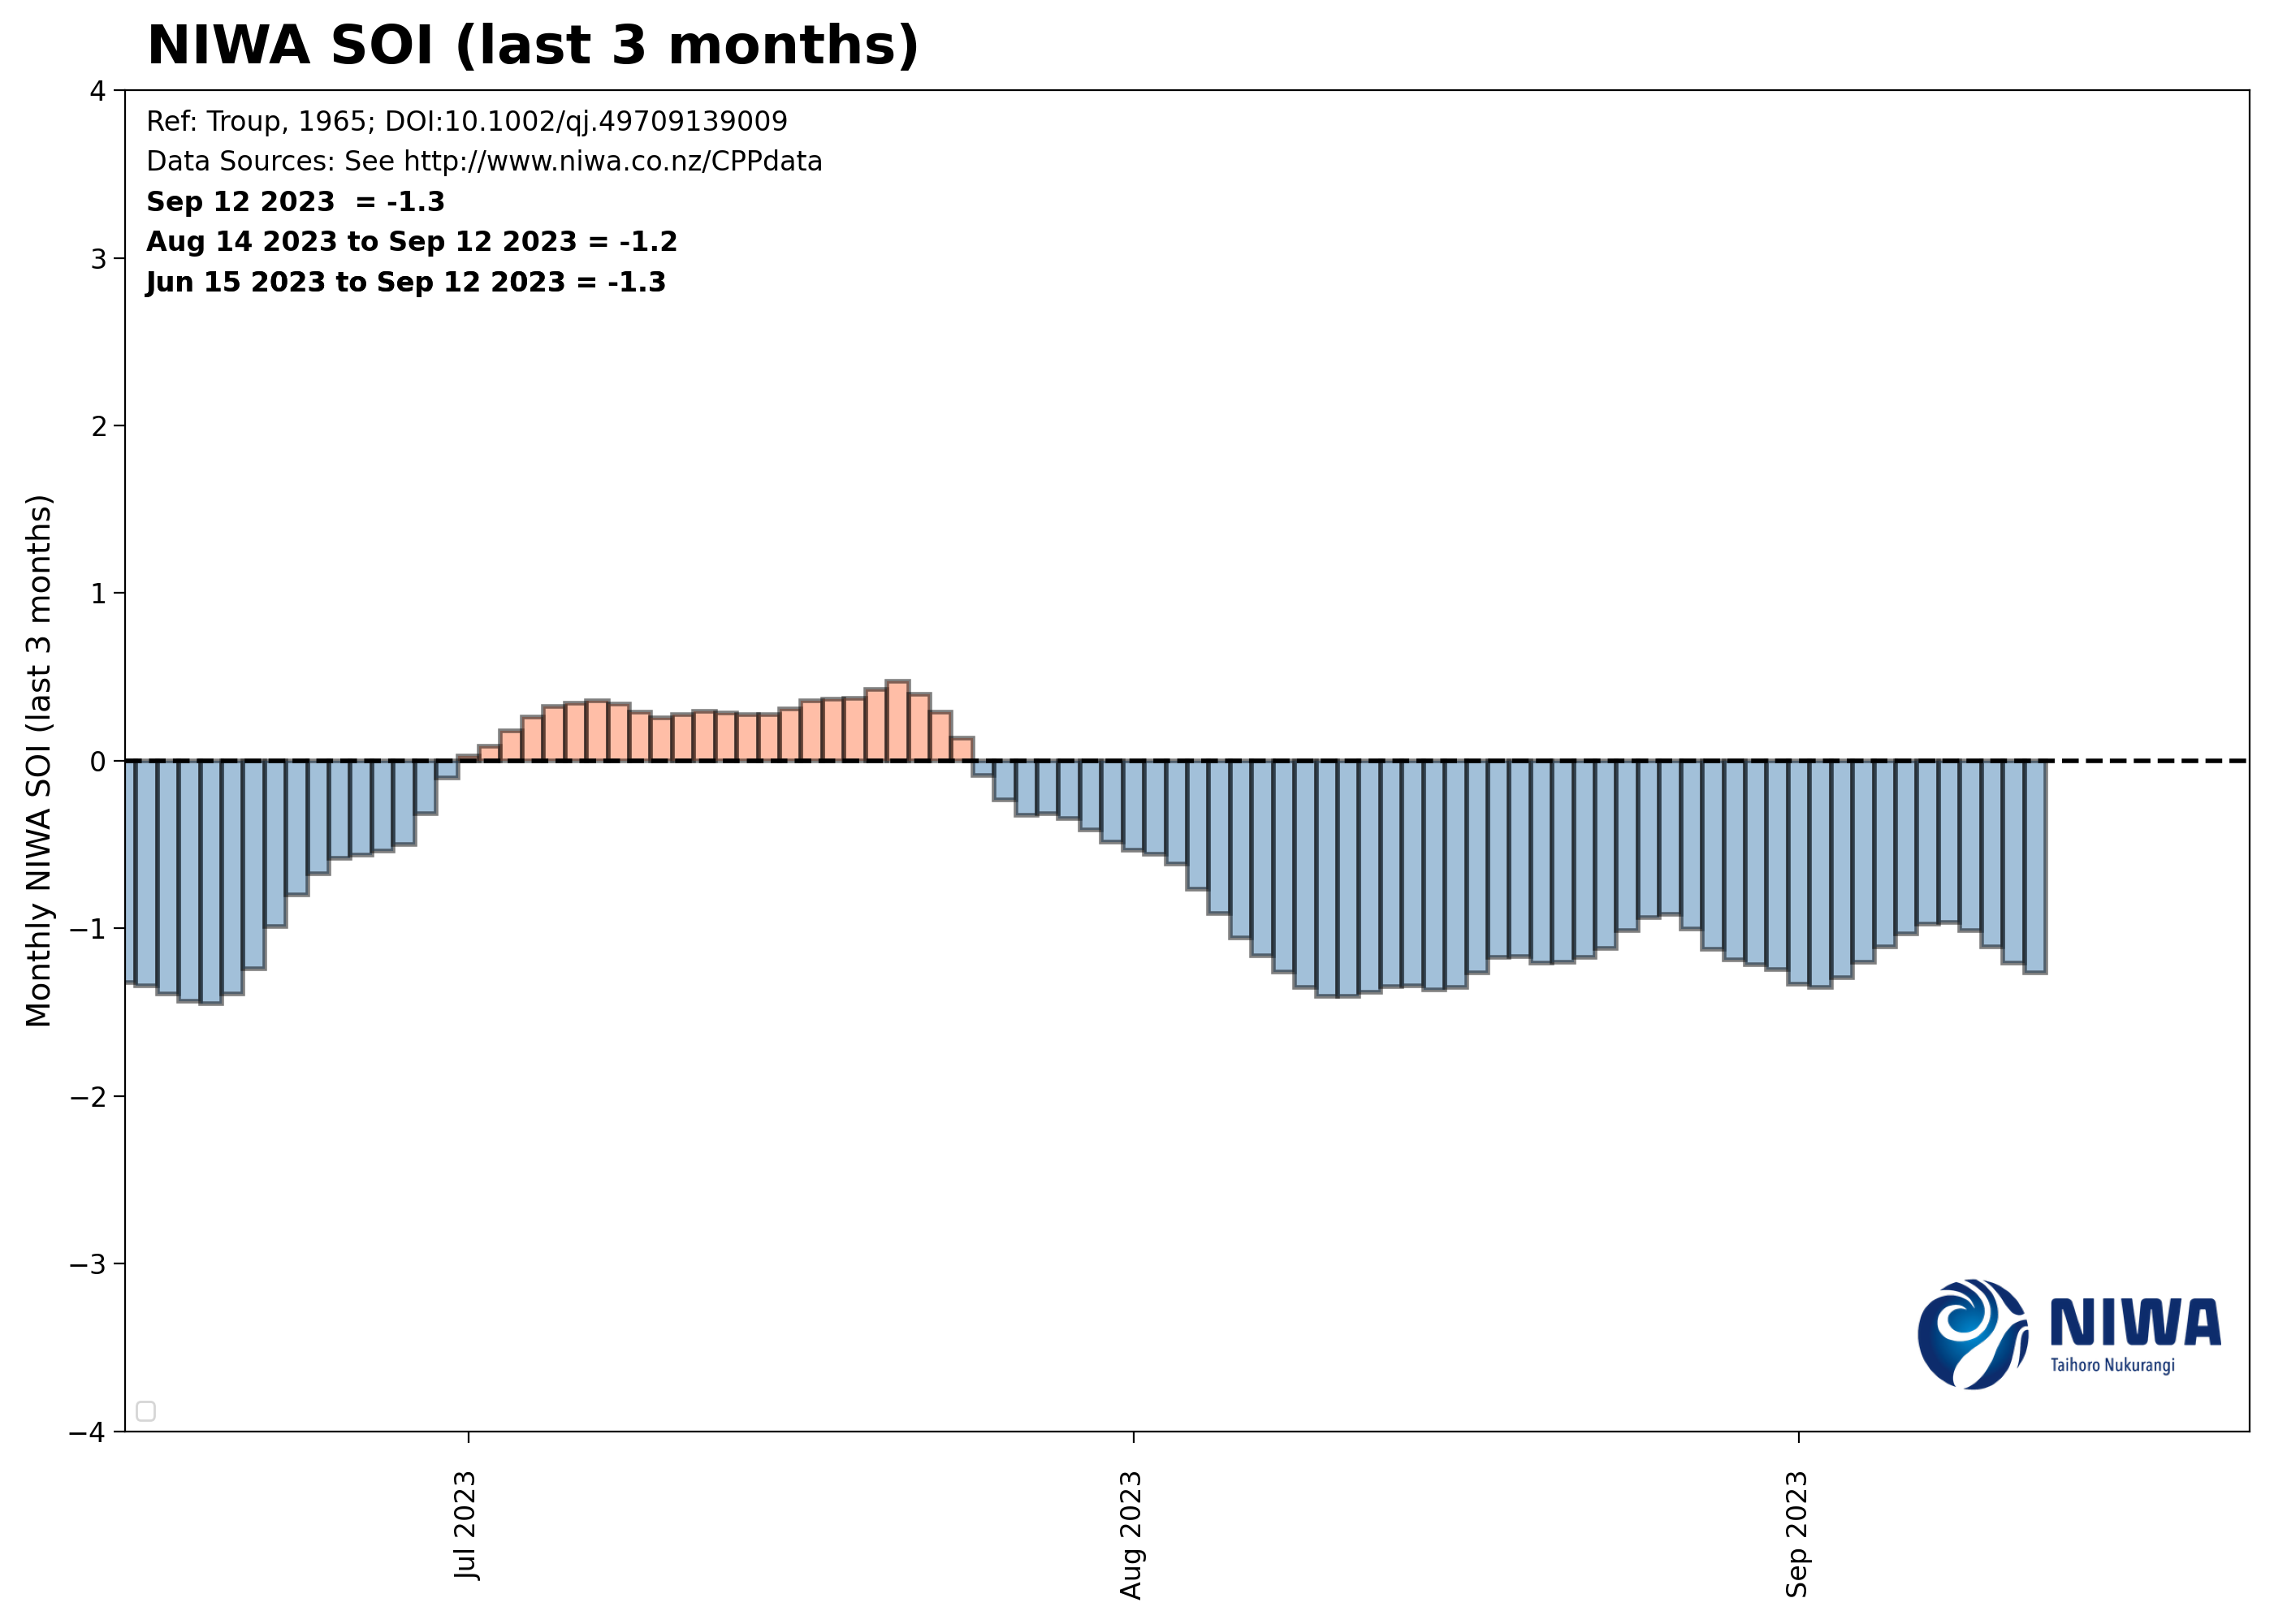 NIWA SOI (last 3 months)
Ref: Troup, 1965; DOI:10.1002/qj.49709139009
Data Sources: See http://www.niwa.co.nz/CPPdata
Sep 12 2023  = -1.3
Aug 14 2023 to Sep 12 2023 = -1.2
Jun 15 2023 to Sep 12 2023 = -1.3
Monthly NIWA SOI (last 3 months)
4
3
2
1
0
−1
−2
−3
−4
NIWA
Taihoro Nukurangi
Jul 2023
Aug 2023
Sep 2023